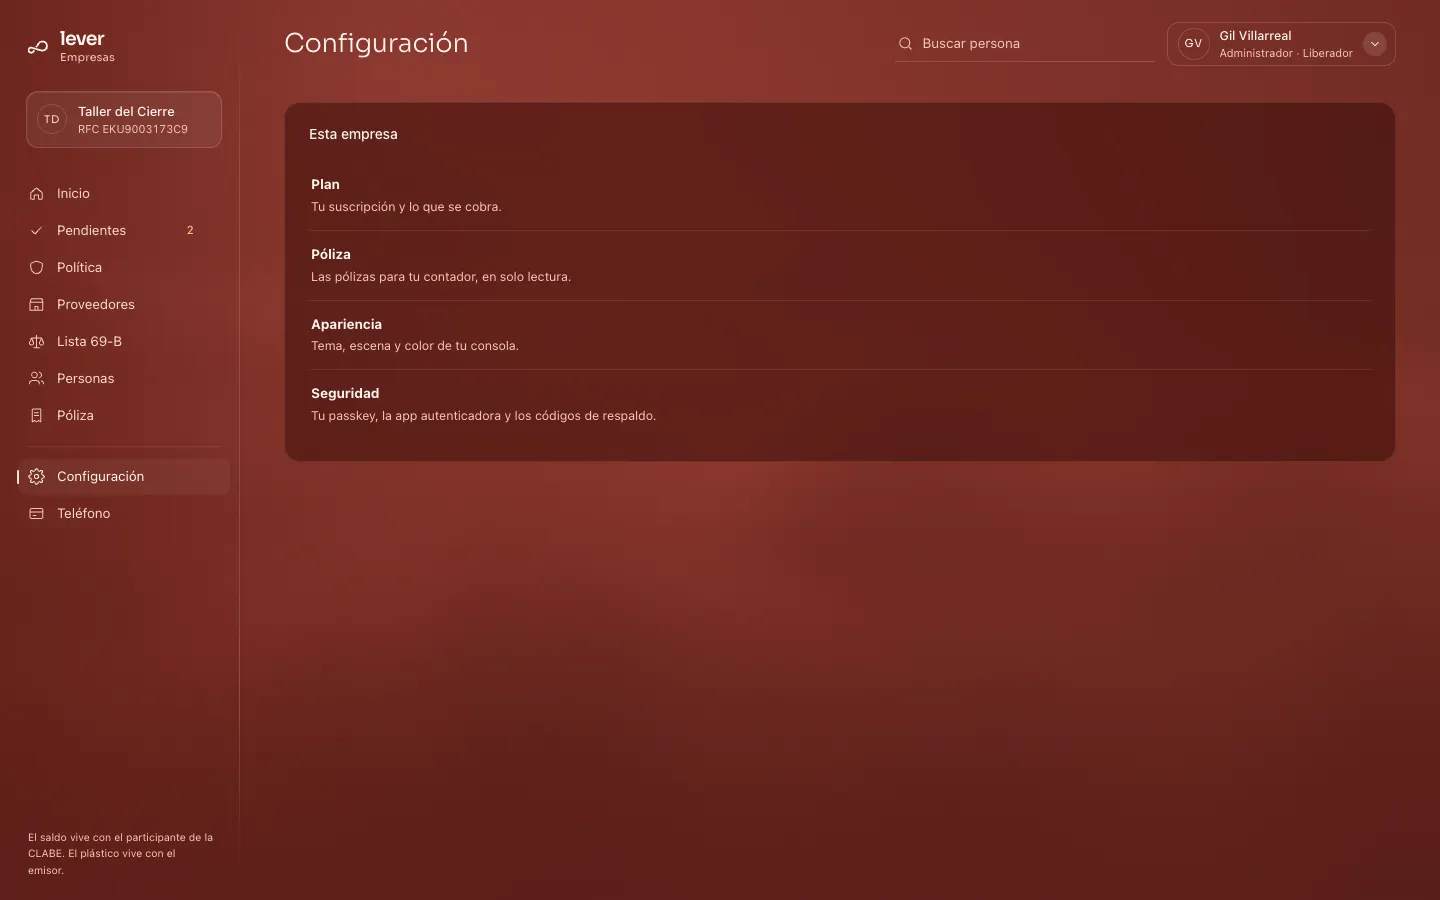 lever
Empresas
TD
Taller del Cierre
RFC EKU9003173C9
Inicio
Pendientes 2
Política
Proveedores
Lista 69-B
Personas
Póliza
Configuración
Teléfono
El saldo vive con el participante de la
CLABE. El plástico vive con el
emisor.
Configuración
Buscar persona
GV
Gil Villarreal
Administrador · Liberador
Esta empresa
Plan
Tu suscripción y lo que se cobra.
Póliza
Las pólizas para tu contador, en solo lectura.
Apariencia
Tema, escena y color de tu consola.
Seguridad
Tu passkey, la app autenticadora y los códigos de respaldo.